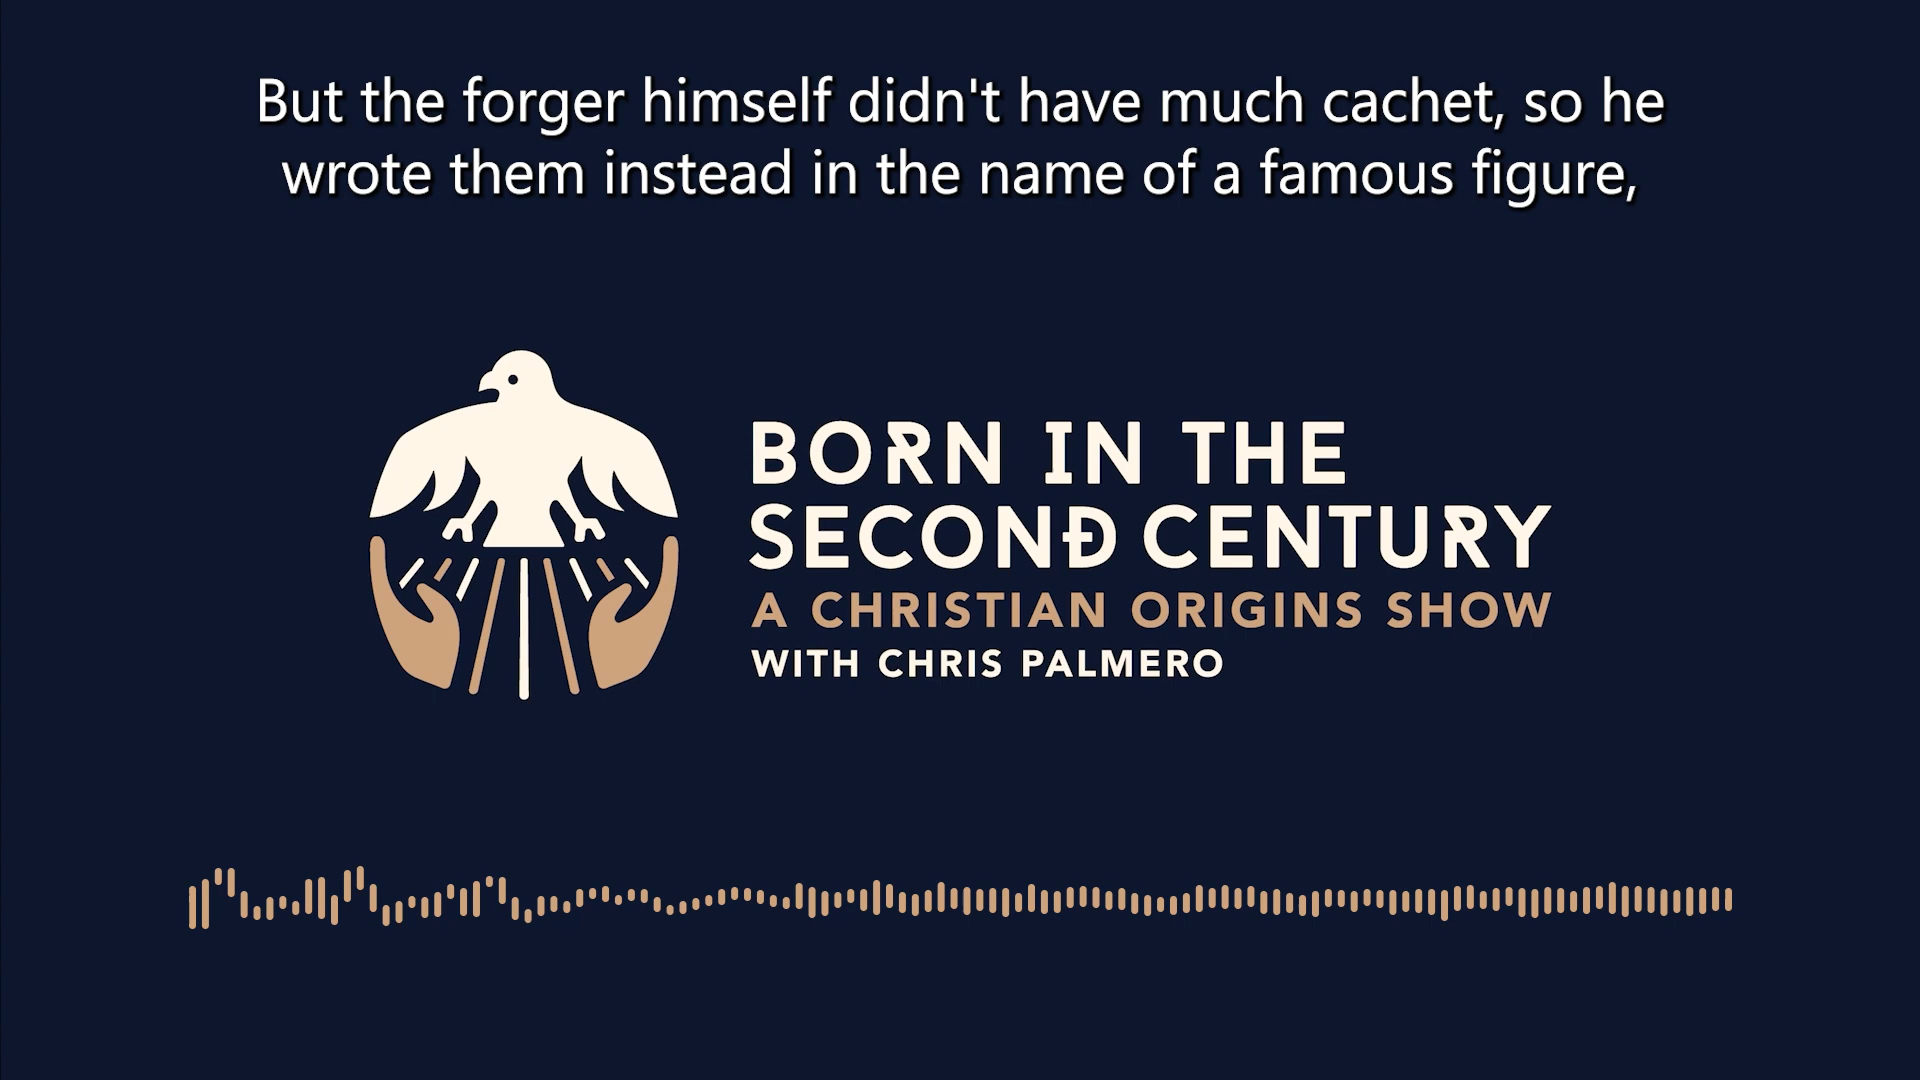 But the forger himself didn't have much cachet, so he
wrote them instead in the name of a famous figure,
BORN IN THE
SECOND CENTURY
A CHRISTIAN ORIGINS SHOW
WITH CHRIS PALMERO